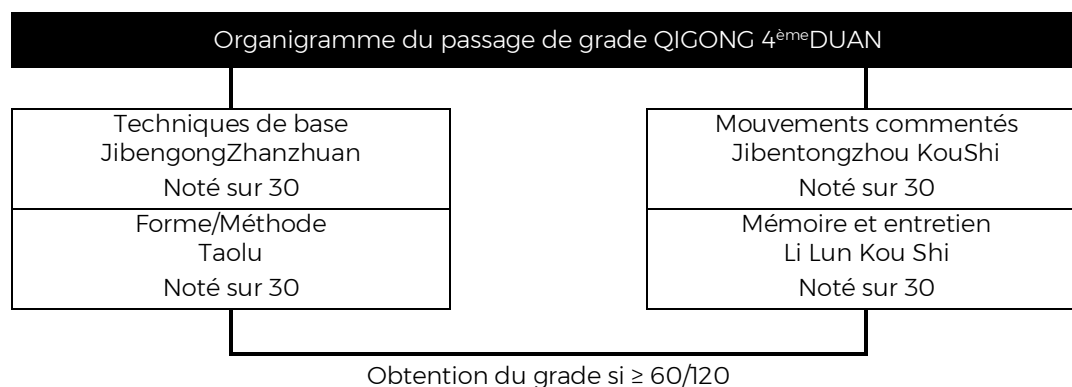 Organigramme du passage de grade QIGONG 4èmeDUAN
Techniques de base
JibengongZhanzhuan
Noté sur 30
Forme/Méthode
Taolu
Noté sur 30
Mouvements commentés
Jibentongzhou KouShi
Noté sur 30
Mémoire et entretien
Li Lun Kou Shi
Noté sur 30
Obtention du grade si ≥ 60/120